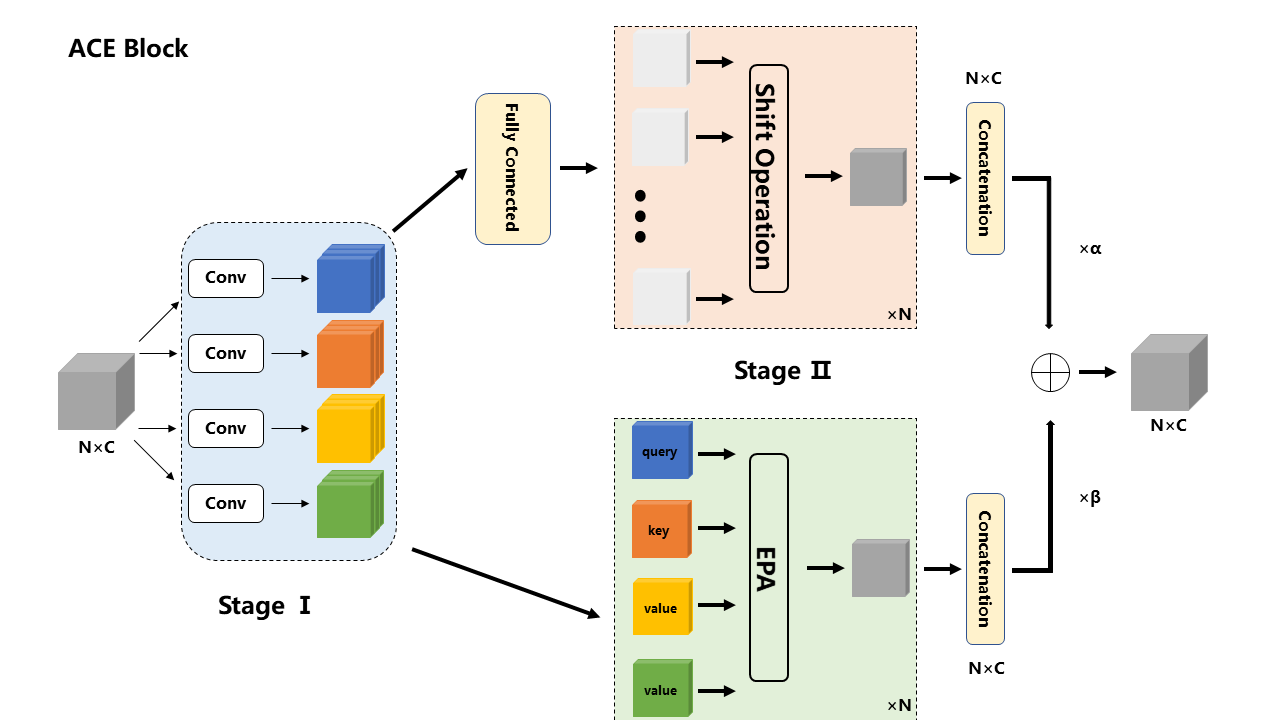 ACE Block
N×C
Conv
Conv
Conv
Conv
Stage Ⅰ
Fully Connected
Shift Operation
×N
Stage Ⅱ
N×C
Concatenation
×α
query
key
value
value
EPA
×N
Concatenation
N×C
×β
N×C